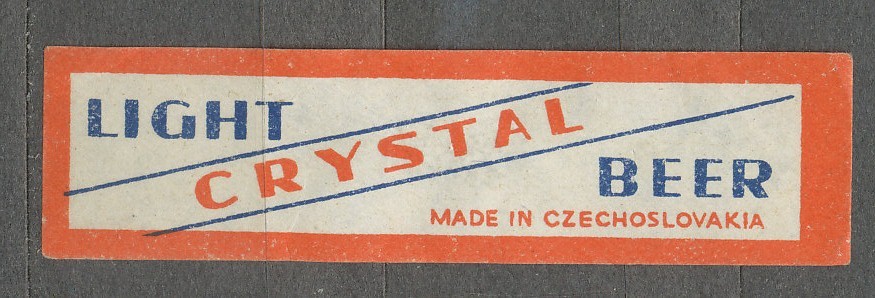 LIGHT
CRYSTAL
BEER
MADE IN CZECHOSLOVAKIA